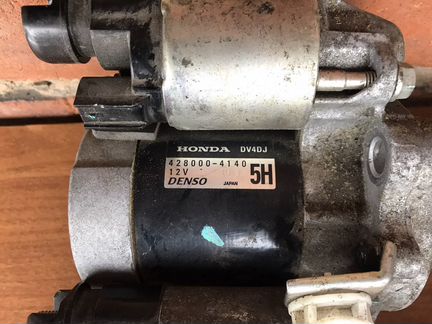 HONDA DV4DJ
428000-4140
12V 5H
DENSO JAPAN